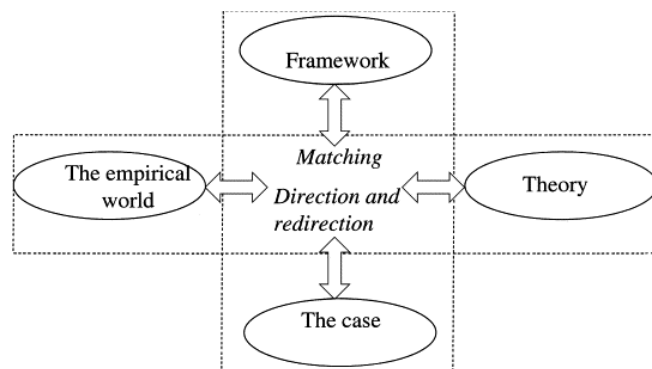 Framework
Matching
The empirical
world
Direction and
redirection
Theory
The case